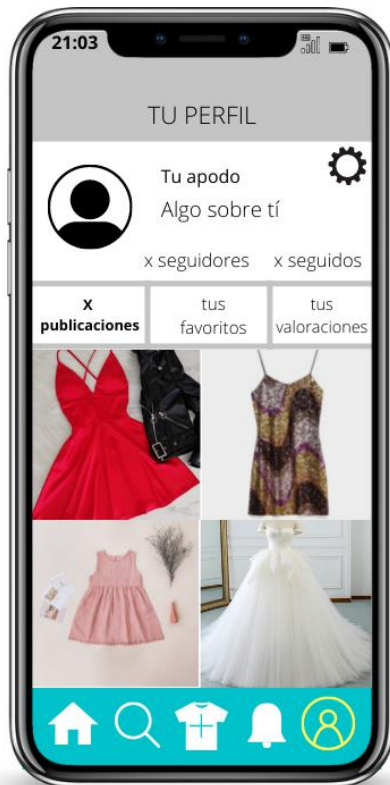 21:03
TU PERFIL
Tu apodo
Algo sobre tí
x seguidores x seguidos
X
publicaciones
tus
favoritos
tus
valoraciones